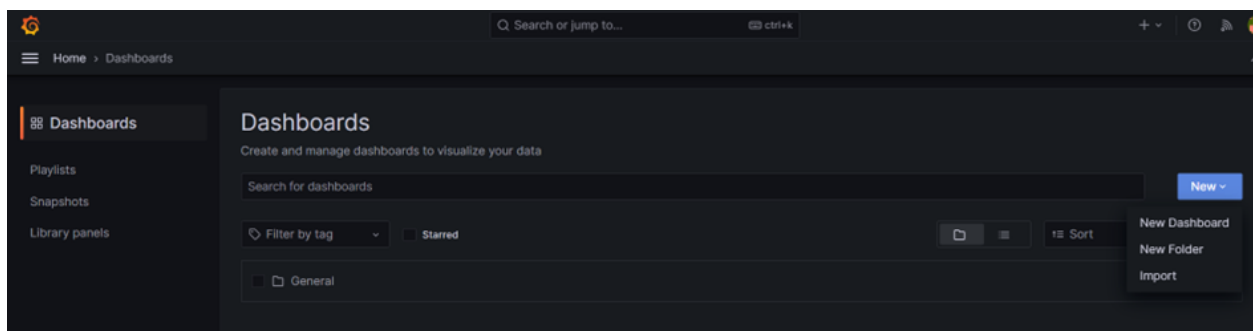 Search or jump to... ctrl+k
Home › Dashboards
Dashboards
Playlists
Snapshots
Library panels
Dashboards
Create and manage dashboards to visualize your data
Search for dashboards
New
Filter by tag
Starred
Sort
New Dashboard
New Folder
Import
General